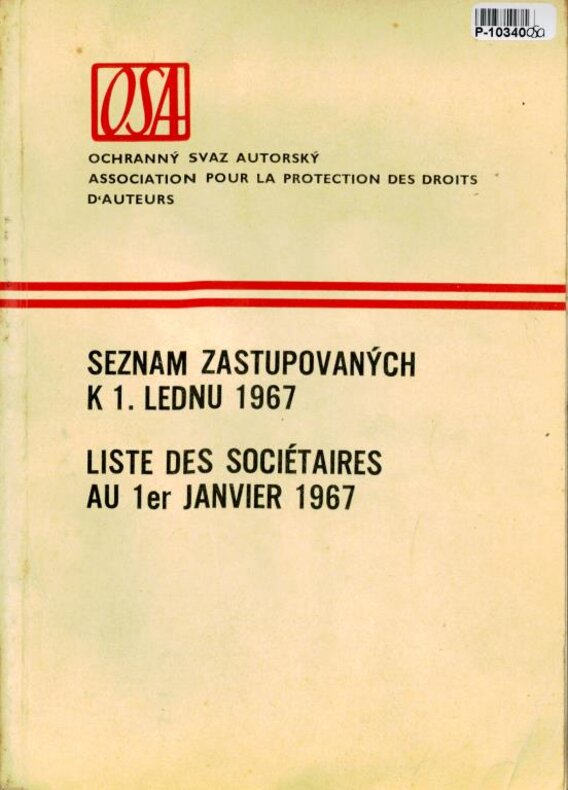 P-10340
OSA
OCHRANNÝ SVAZ AUTORSKÝ
ASSOCIATION POUR LA PROTECTION DES DROITS
D'AUTEURS
SEZNAM ZASTUPOVANÝCH
K 1. LEDNU 1967
LISTE DES SOCIÉTAIRES
AU 1er JANVIER 1967